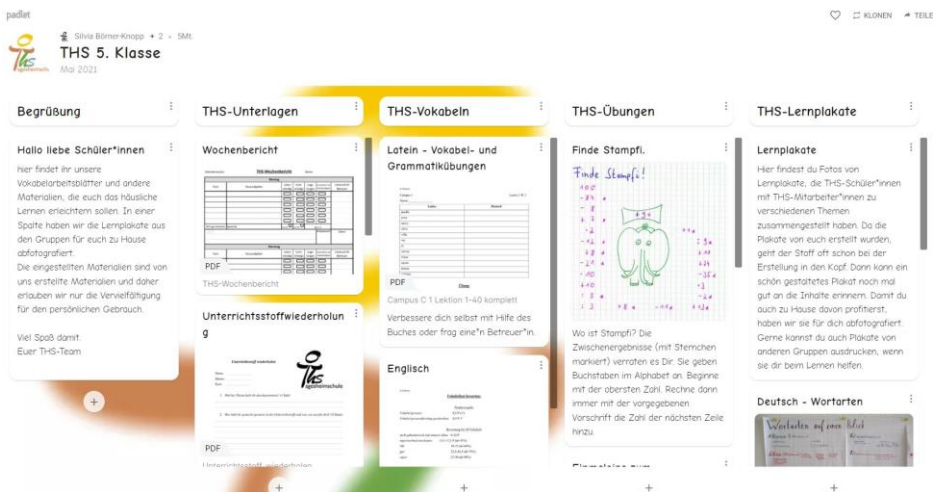 padlet
KLONEN
TEILE
Silvia Börner-Knopp + 2 • 5Mt.
THS 5. Klasse
Mai 2021
Ths
Begrüßung
Hallo liebe Schüler*innen
hier findet ihr unsere
Vokabelarbeitsblätter und andere
Materialien, die euch das häusliche
Lernen erleichtern sollen. In einer
Spalte haben wir die Lernplakate aus
den Gruppen für euch zu Hause
abfotografiert.
Die eingestellten Materialien sind von
uns erstellte Materialien und daher
erlauben wir nur die Vervielfältigung
für den persönlichen Gebrauch.
Viel Spaß damit.
Euer THS-Team
THS-Unterlagen
Wochenbericht
THS-Wochenbericht
PDF
THS-Wochenbericht
Unterrichtsstoffwiederholun
g
Unterrichtsstoff wiederholen
Ths
PDF
Unterrichtsstoff wiederholen
THS-Vokabeln
Latein - Vokabel- und
Grammatikübungen
PDF
Campus C 1 Lektion 1-40 komplett
Verbessere dich selbst mit Hilfe des
Buches oder frag eine*n Betreuer*in.
Englisch
THS-Übungen
Finde Stampfi.
Finde Stampfi!
Wo ist Stampfi? Die
Zwischenergebnisse (mit Sternchen
markiert) verraten es Dir. Sie geben
Buchstaben im Alphabet an. Beginne
mit der obersten Zahl. Rechne dann
immer mit der vorgegebenen
Vorschrift die Zahl der nächsten Zeile
hinzu.
Einmaleins zum
THS-Lernplakate
Lernplakate
Hier findest du Fotos von
Lernplakate, die THS-Schüler*innen
mit THS-Mitarbeiter*innen zu
verschiedenen Themen
zusammengestellt haben. Da die
Plakate von euch erstellt wurden,
geht der Stoff oft schon bei der
Erstellung in den Kopf. Dann kann ein
schön gestaltetes Plakat noch mal
gut an die Inhalte erinnern. Damit du
auch zu Hause davon profitierst,
haben wir sie für dich abfotografiert.
Gerne kannst du auch Plakate von
anderen Gruppen ausdrucken, wenn
sie dir beim Lernen helfen.
Deutsch - Wortarten
Wortarten auf einen Blick